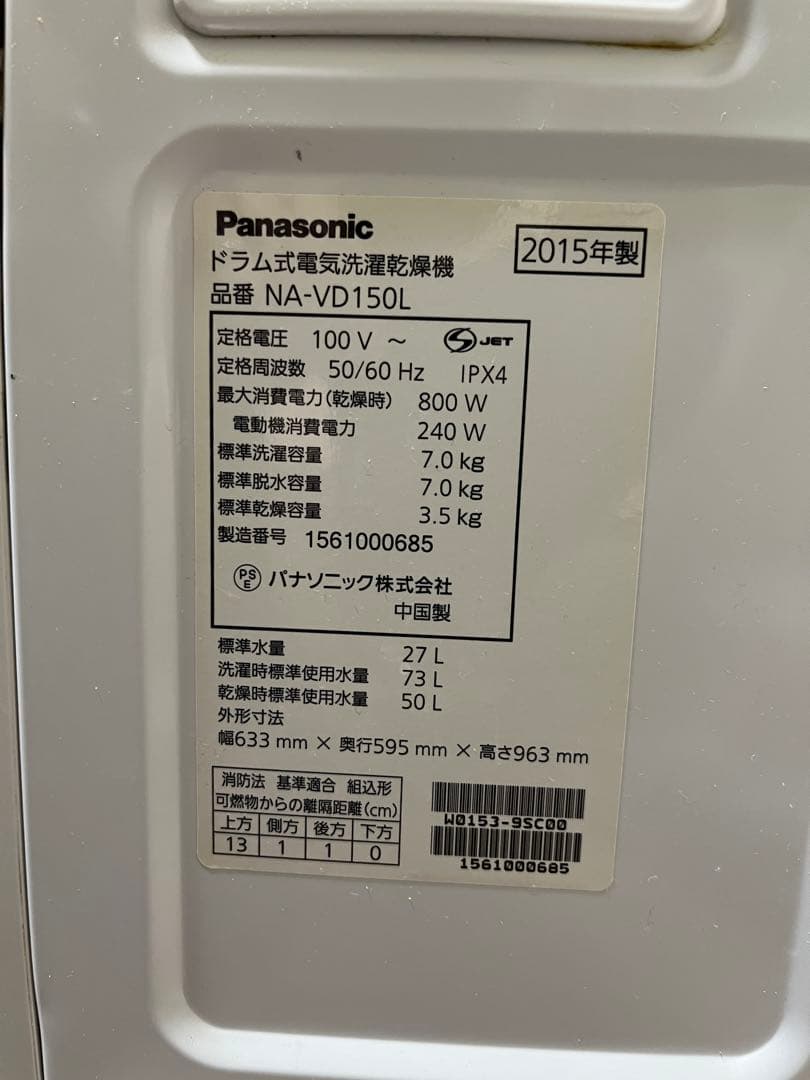 Panasonic
2015年製
ドラム式電気洗濯乾燥機
品番 NA-VD150L
定格電圧 100 V ～ S JET
定格周波数 50/60 Hz IPX4
最大消費電力(乾燥時) 800 W
電動機消費電力 240 W
標準洗濯容量 7.0 kg
標準脱水容量 7.0 kg
標準乾燥容量 3.5 kg
製造番号 1561000685
PSE パナソニック株式会社
中国製
標準水量 27 L
洗濯時標準使用水量 73 L
乾燥時標準使用水量 50 L
外形寸法
幅633 mm × 奥行595 mm × 高さ963 mm
消防法 基準適合 組込形
可燃物からの離隔距離(cm)
上方 側方 後方 下方
13 1 1 0
W0153-9SC00
1561000685